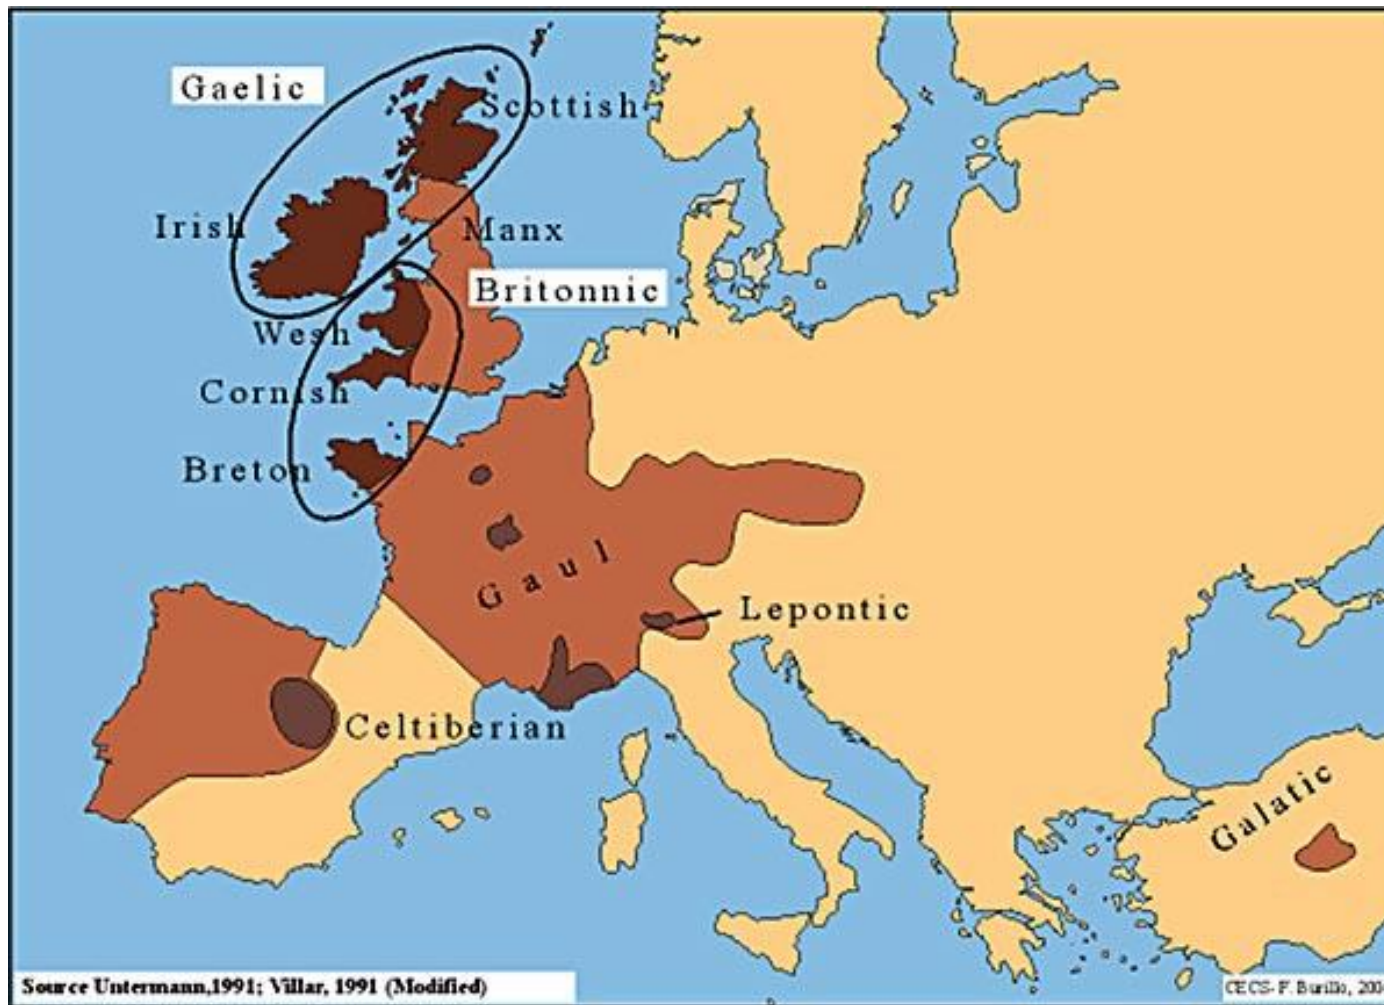 Gaelic
Scottish
Irish
Manx
Britonnic
Wesh
Cornish
Breton
Gaul
Lepontic
Celtiberian
Galatic
Source Untermann,1991; Villar, 1991 (Modified)
CECS- F. Burillo,